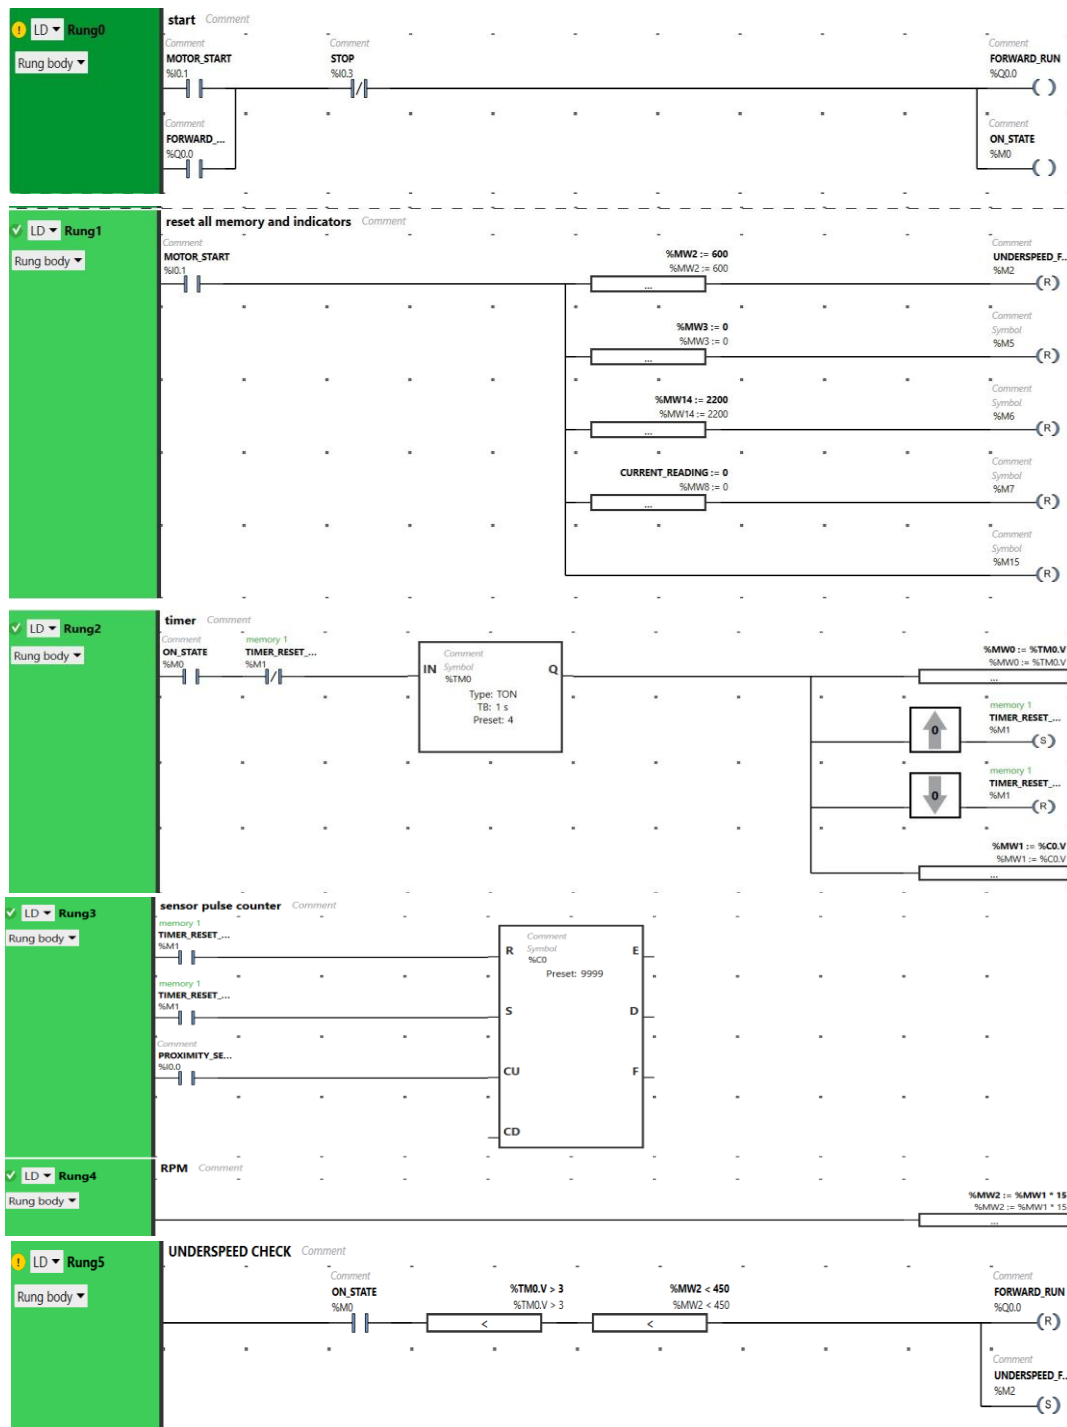 start Comment
LD Rung0
Rung body
Comment
MOTOR_START
%I0.1
Comment
STOP
%I0.3
Comment
FORWARD_RUN
%Q0.0
Comment
FORWARD_...
%Q0.0
Comment
ON_STATE
%M0
reset all memory and indicators Comment
LD Rung1
Rung body
Comment
MOTOR_START
%I0.1
%MW2 := 600
%MW2 := 600
...
Comment
UNDERSPEED_F..
%M2
R
%MW3 := 0
%MW3 := 0
...
Comment
Symbol
%M5
R
%MW14 := 2200
%MW14 := 2200
...
Comment
Symbol
%M6
R
CURRENT_READING := 0
%MW8 := 0
...
Comment
Symbol
%M7
R
Comment
Symbol
%M15
R
timer Comment
LD Rung2
Rung body
Comment
ON_STATE
%M0
memory 1
TIMER_RESET_...
%M1
IN
Comment
Symbol
%TM0
Q
Type: TON
TB: 1 s
Preset: 4
%MW0 := %TM0.V
%MW0 := %TM0.V
...
0
memory 1
TIMER_RESET_...
%M1
S
0
memory 1
TIMER_RESET_...
%M1
R
%MW1 := %C0.V
%MW1 := %C0.V
...
sensor pulse counter Comment
LD Rung3
Rung body
memory 1
TIMER_RESET_...
%M1
R
Comment
Symbol
%C0
E
Preset: 9999
memory 1
TIMER_RESET_...
%M1
S
D
Comment
PROXIMITY_SE...
%I0.0
CU
F
CD
RPM Comment
LD Rung4
Rung body
%MW2 := %MW1 * 15
%MW2 := %MW1 * 15
...
UNDERSPEED CHECK Comment
LD Rung5
Rung body
Comment
ON_STATE
%M0
%TM0.V > 3
%TM0.V > 3
<
%MW2 < 450
%MW2 < 450
<
Comment
FORWARD_RUN
%Q0.0
R
Comment
UNDERSPEED_F..
%M2
S